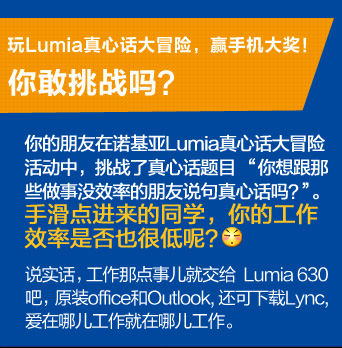 玩Lumia真心话大冒险，赢手机大奖！
你敢挑战吗？
你的朋友在诺基亚Lumia真心话大冒险
活动中，挑战了真心话题目“你想跟那
些做事没效率的朋友说句真心话吗？”。
手滑点进来的同学，你的工作
效率是否也很低呢？
说实话，工作那点事儿就交给 Lumia 630
吧，原装office和Outlook, 还可下载Lync,
爱在哪儿工作就在哪儿工作。